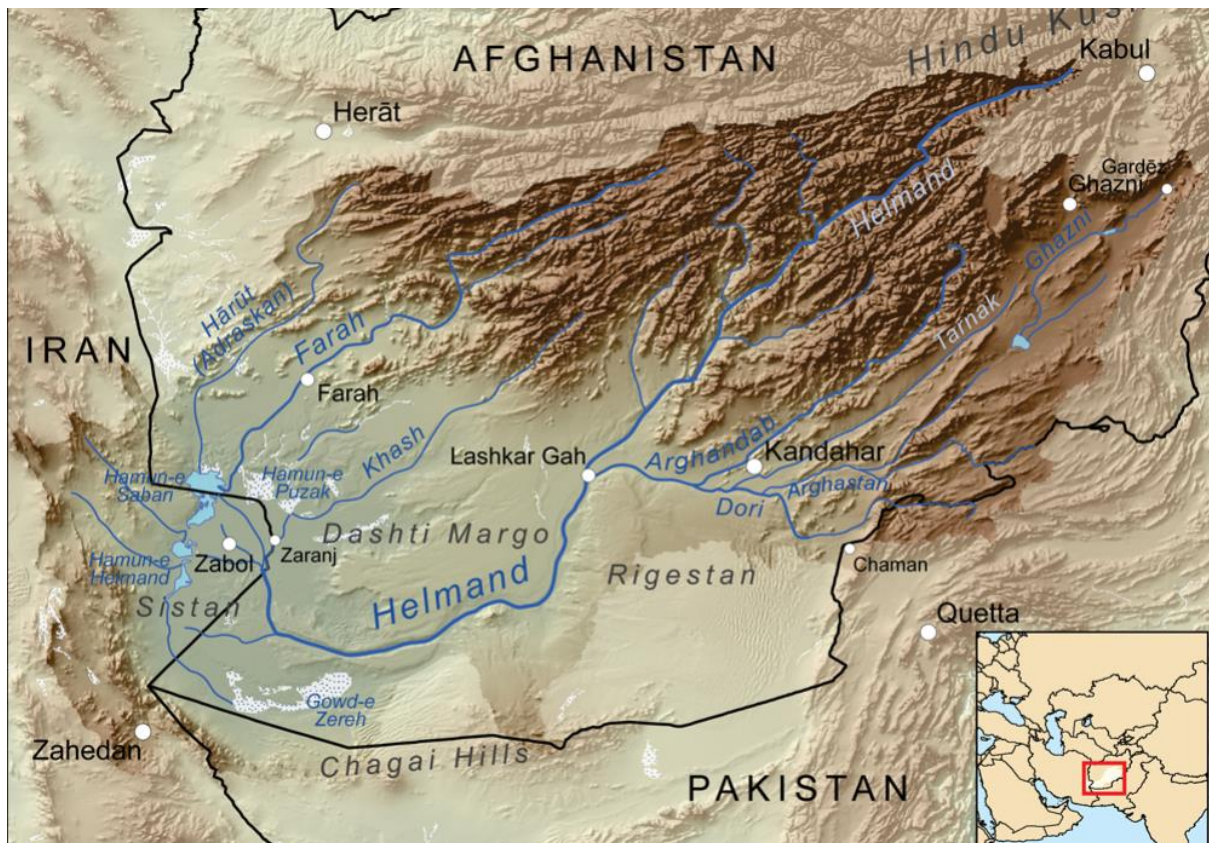 AFGHANISTAN
Hindu Kus
Kabul
Herāt
Gardēz
Ghazni
Helmand
Ghazni
Hārūt
(Adraskan)
Farah
Tarnak
IRAN
Farah
Khash
Lashkar Gah
Arghandab
Kandahar
Hamun-e
Sabari
Hamun-e
Puzak
Arghastan
Dori
Dashti Margo
Zabol
Zaranj
Hamun-e
Helmand
Chaman
Rigestan
Sistan
Helmand
Quetta
Gowd-e
Zereh
Zahedan
Chagai Hills
PAKISTAN